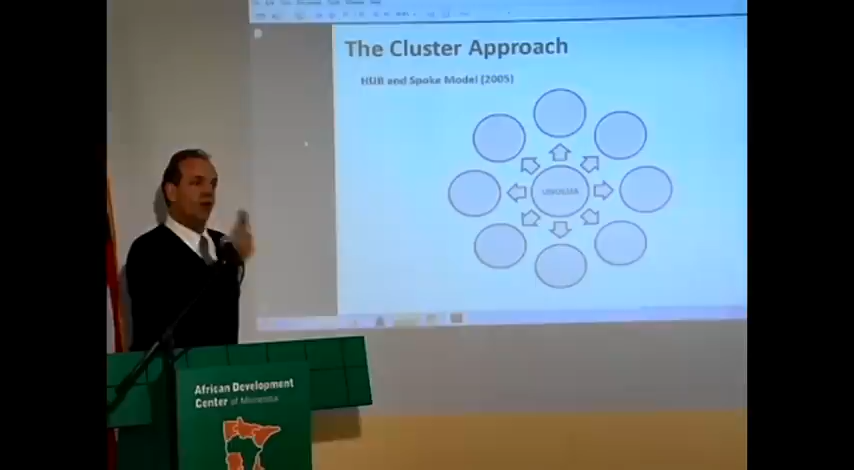 The Cluster Approach
HUB and Spoke Model (2005)
African Development
Center of Minnesota